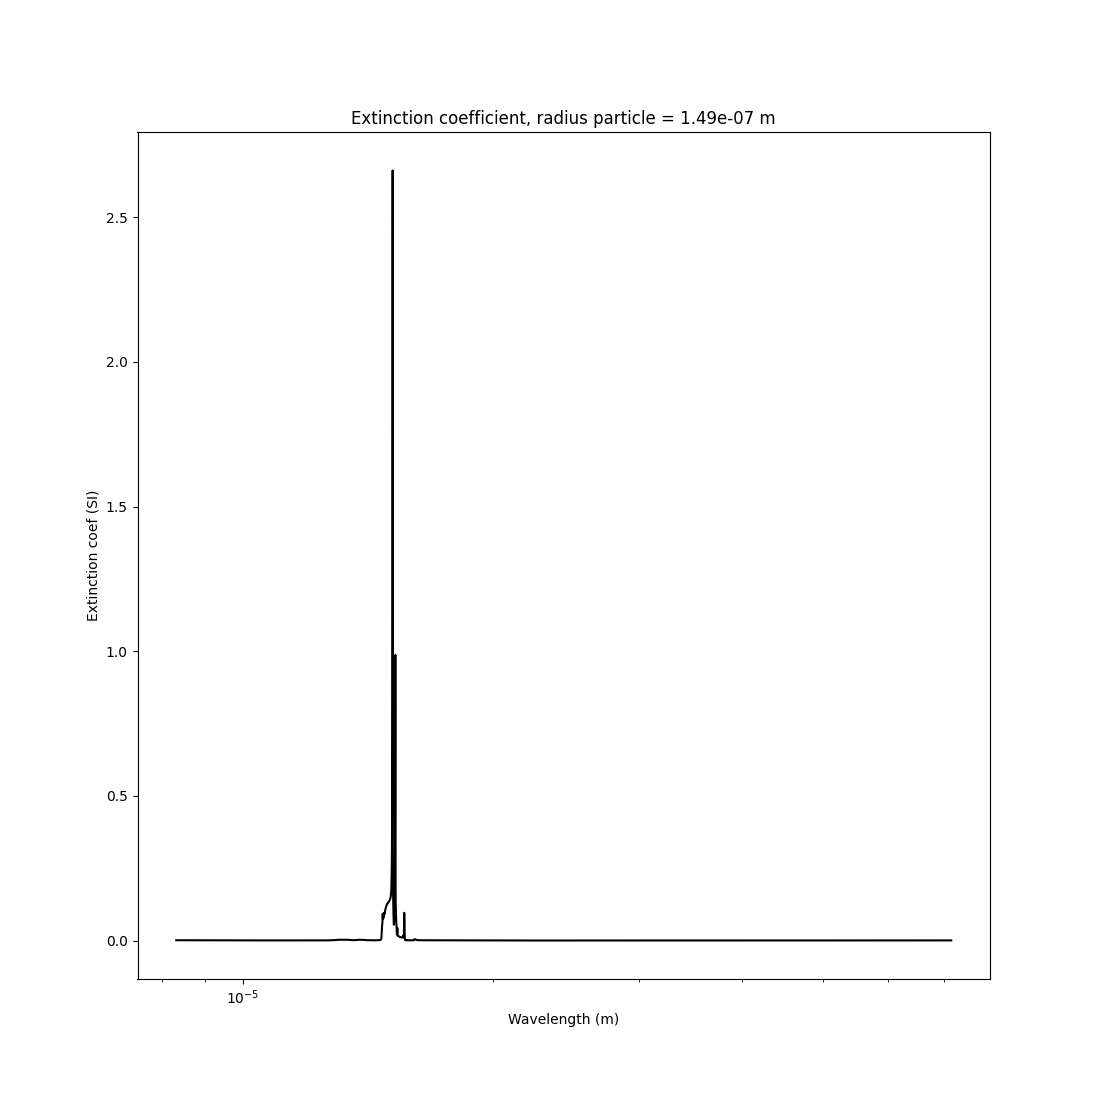 Extinction coefficient, radius particle = 1.49e-07 m
2.5
2.0
1.5
1.0
0.5
0.0
Extinction coef (SI)
10⁻⁵
Wavelength (m)